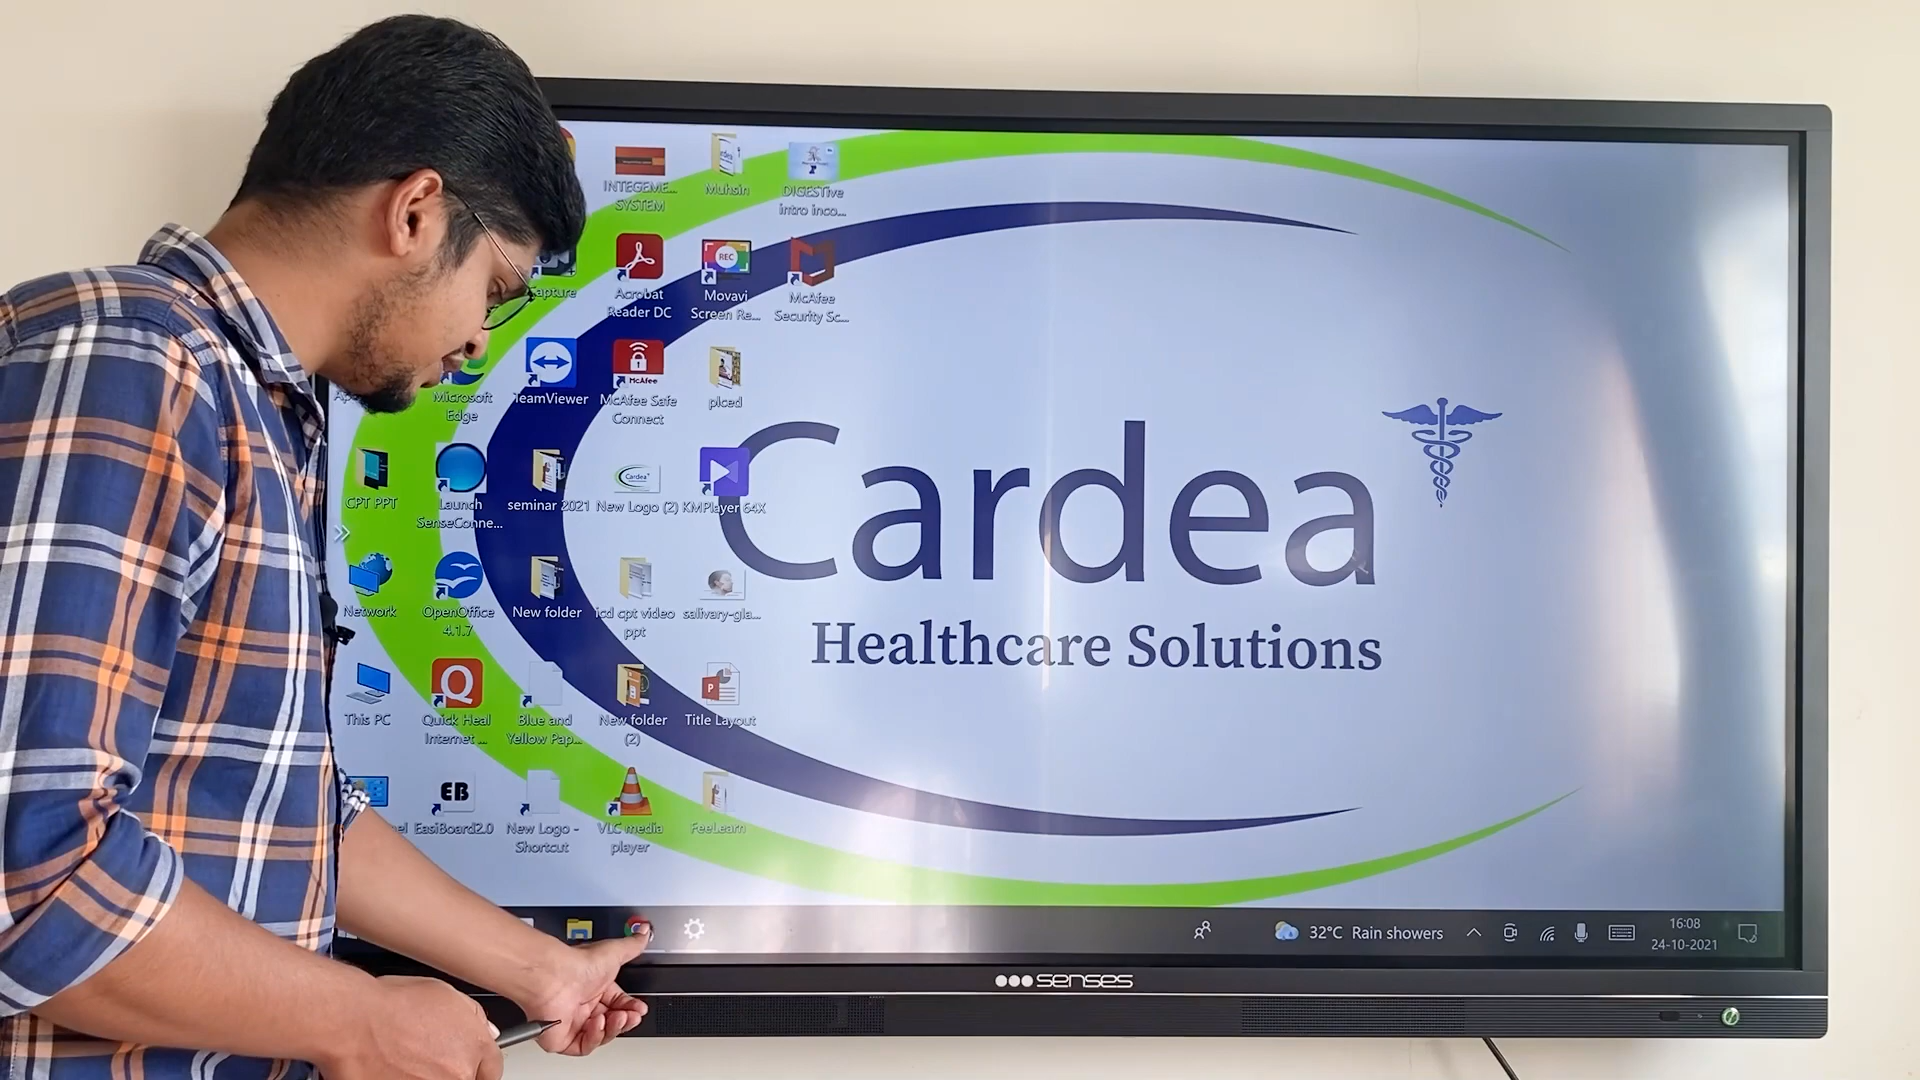 INTEGEME...
SYSTEM
Muhsin
DIGESTive
intro inco...
Capture
Acrobat
Reader DC
REC
Movavi
Screen Re...
McAfee
Security Sc...
Microsoft
Edge
TeamViewer
McAfee
McAfee Safe
Connect
plced
CPT PPT
Launch
SenseConne...
seminar 2021
Cardea
New Logo (2)
KMPlayer 64X
Network
OpenOffice
4.1.7
New folder
icd cpt video
ppt
salivary-gla...
This PC
Quick Heal
Internet ...
Blue and
Yellow Pap...
New folder
(2)
Title Layout
EB
EasiBoard2.0
New Logo -
Shortcut
VLC media
player
FeeLearn
Cardea
Healthcare Solutions
32°C Rain showers
16:08
24-10-2021
senses